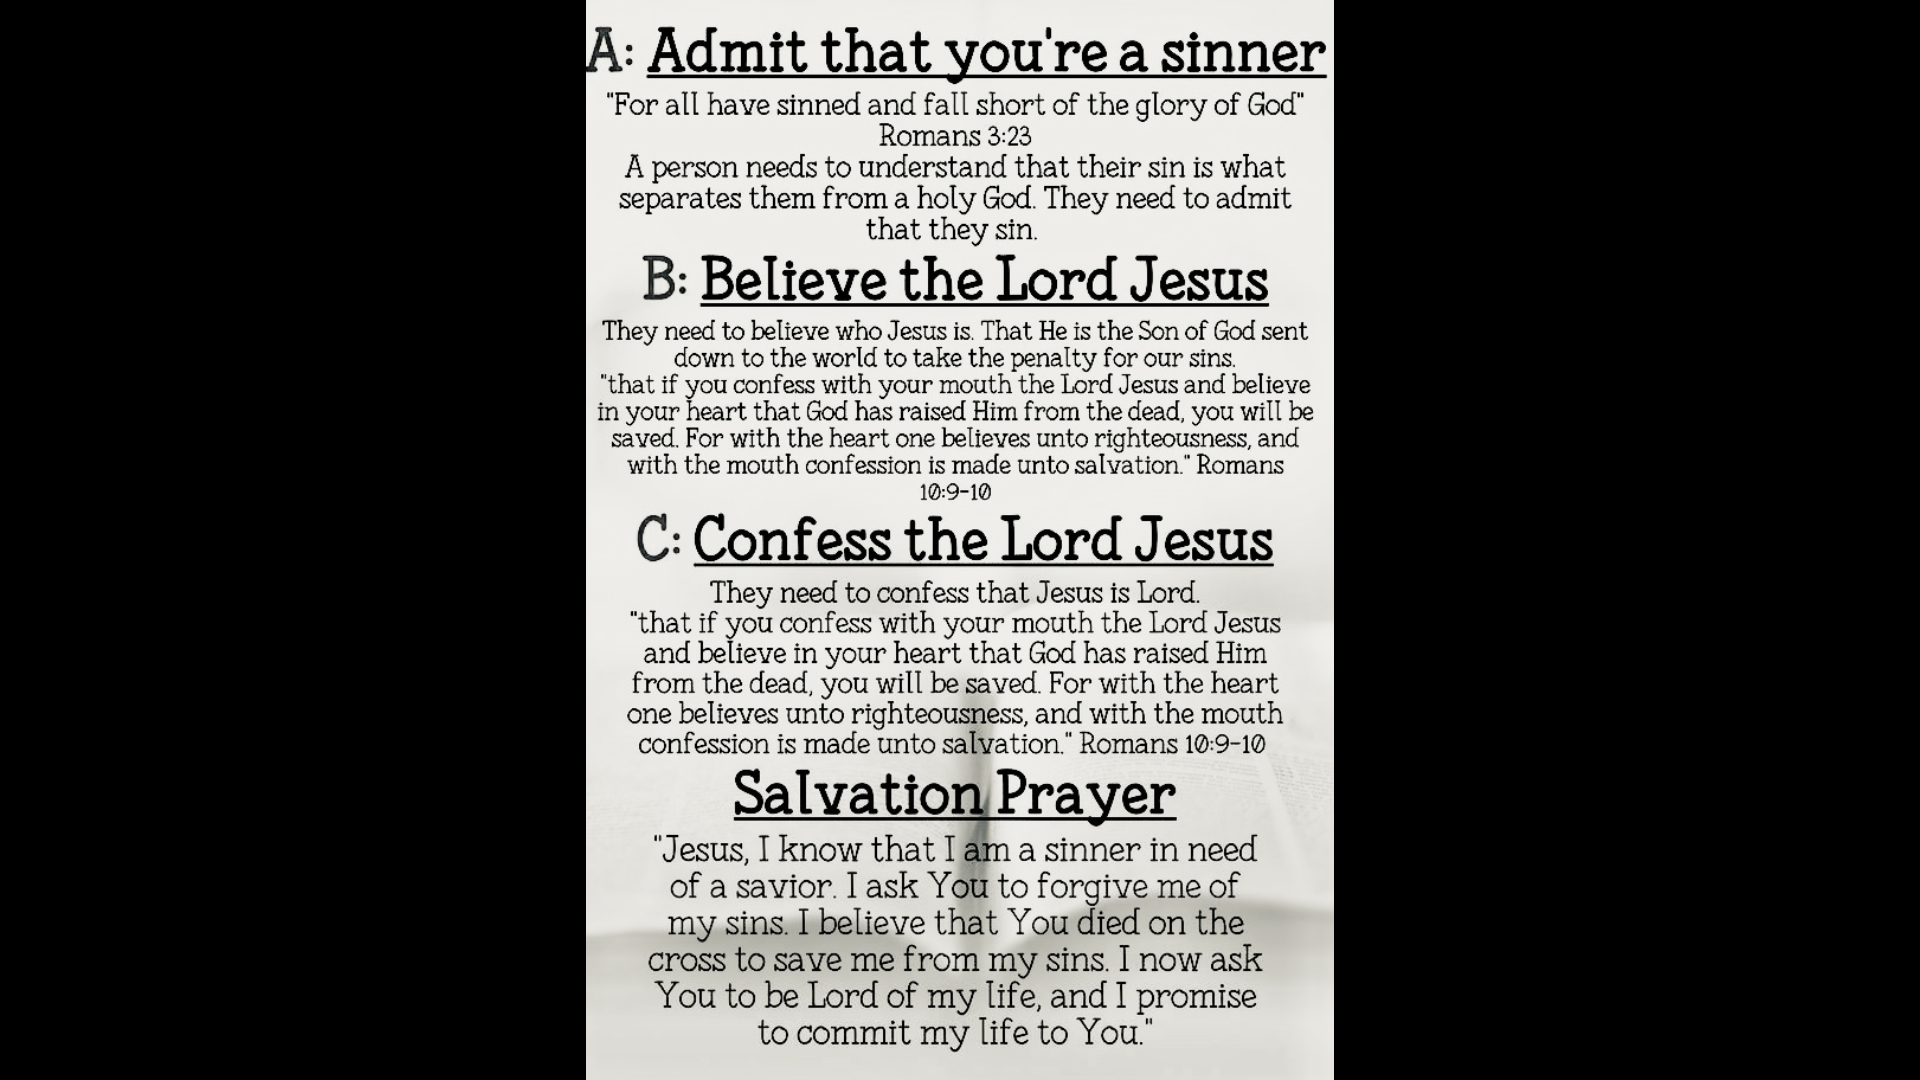 A: Admit that you're a sinner
"For all have sinned and fall short of the glory of God"
Romans 3:23
A person needs to understand that their sin is what
separates them from a holy God. They need to admit
that they sin.
B: Believe the Lord Jesus
They need to believe who Jesus is. That He is the Son of God sent
down to the world to take the penalty for our sins.
"that if you confess with your mouth the Lord Jesus and believe
in your heart that God has raised Him from the dead, you will be
saved. For with the heart one believes unto righteousness, and
with the mouth confession is made unto salvation." Romans
10:9-10
C: Confess the Lord Jesus
They need to confess that Jesus is Lord.
"that if you confess with your mouth the Lord Jesus
and believe in your heart that God has raised Him
from the dead, you will be saved. For with the heart
one believes unto righteousness, and with the mouth
confession is made unto salvation." Romans 10:9-10
Salvation Prayer
"Jesus, I know that I am a sinner in need
of a savior. I ask You to forgive me of
my sins. I believe that You died on the
cross to save me from my sins. I now ask
You to be Lord of my life, and I promise
to commit my life to You."